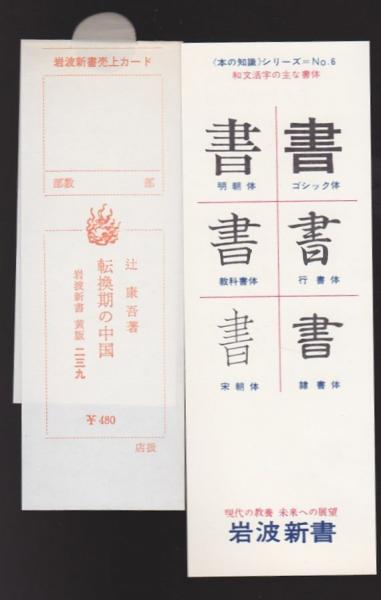 岩波新書売上カード
部数 部
辻 康吾著
転換期の中国
岩波新書 黄版 二三九
¥480
店扱
〈本の知識〉シリーズ=No.6
和文活字の主な書体
書
明朝体
書
ゴシック体
書
教科書体
書
行書体
書
宋朝体
書
隷書体
現代の教養 未来への展望
岩波新書